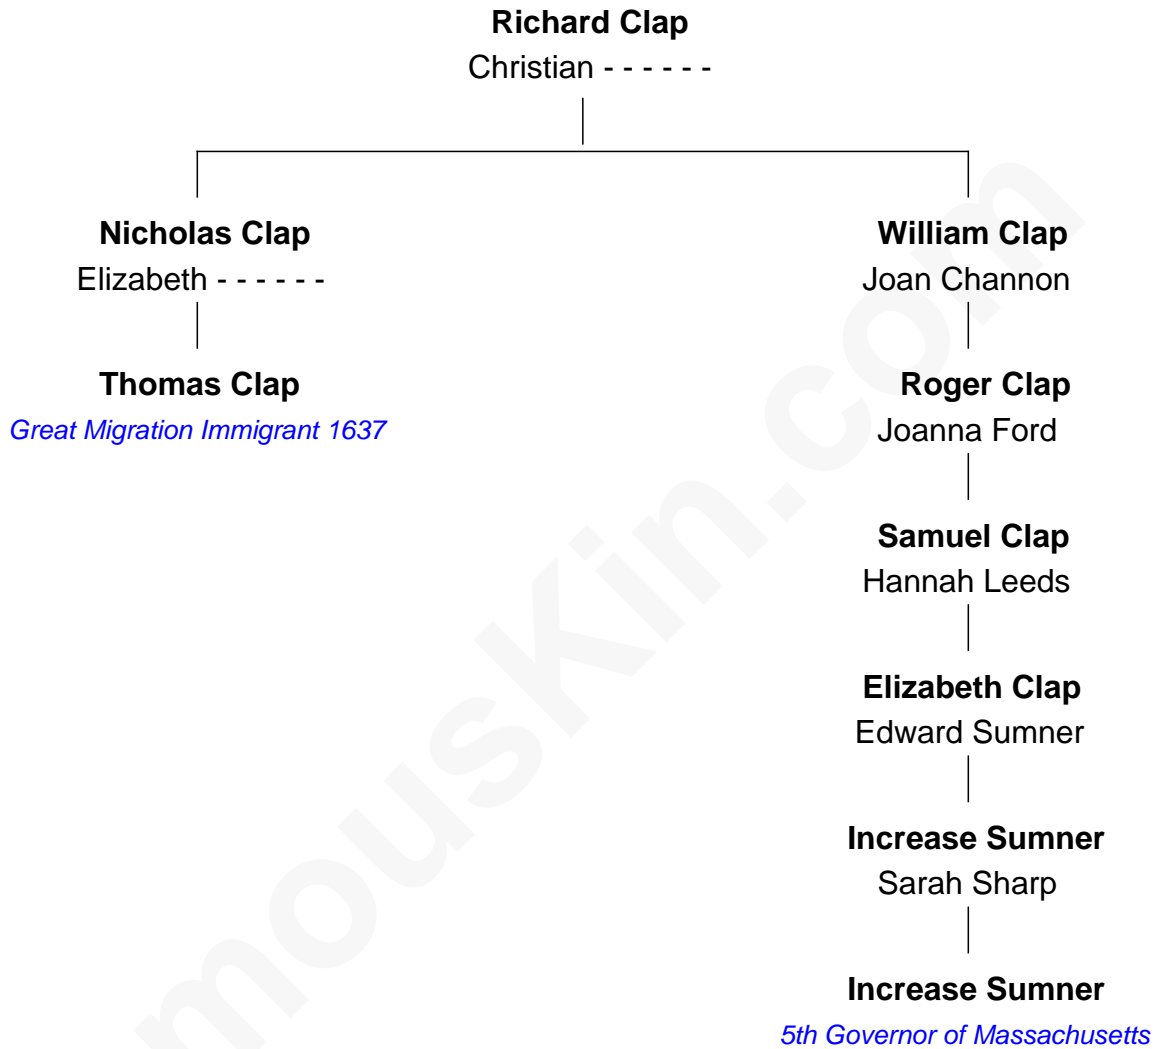 Richard Clap
Christian - - - - - -
Nicholas Clap
Elizabeth - - - - - -
Thomas Clap
Great Migration Immigrant 1637
William Clap
Joan Channon
Roger Clap
Joanna Ford
Samuel Clap
Hannah Leeds
Elizabeth Clap
Edward Sumner
Increase Sumner
Sarah Sharp
Increase Sumner
5th Governor of Massachusetts
mouskin.com